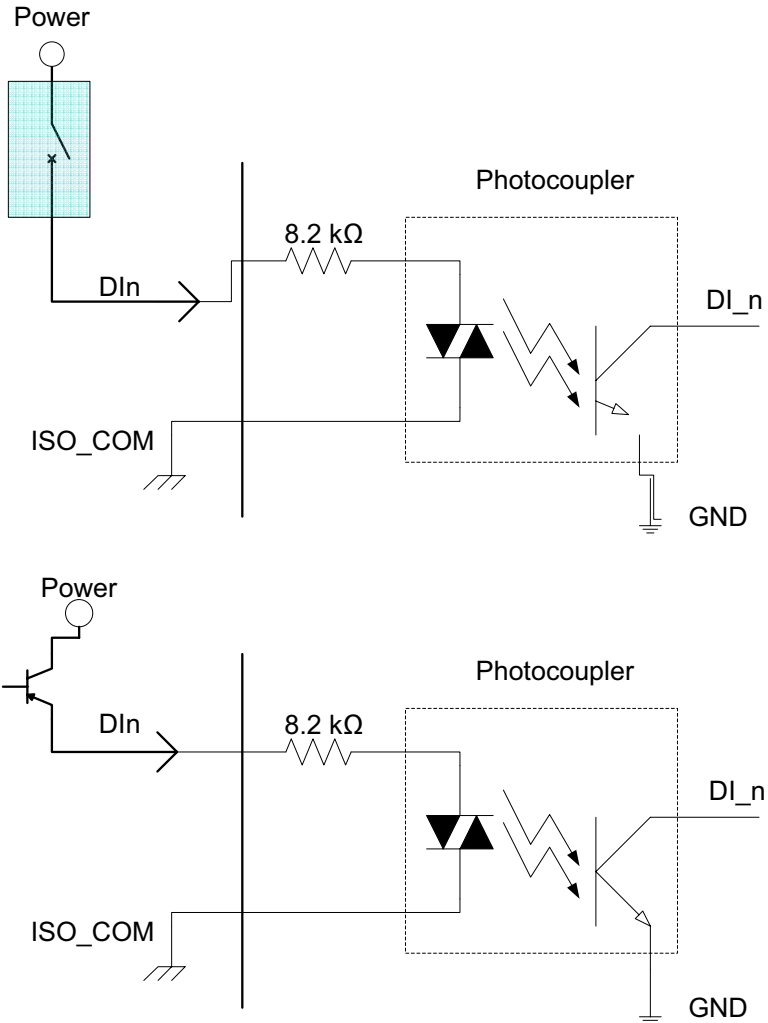 Power
Photocoupler
8.2 kΩ
DIn
DI_n
ISO_COM
GND
Power
Photocoupler
8.2 kΩ
DIn
DI_n
ISO_COM
GND